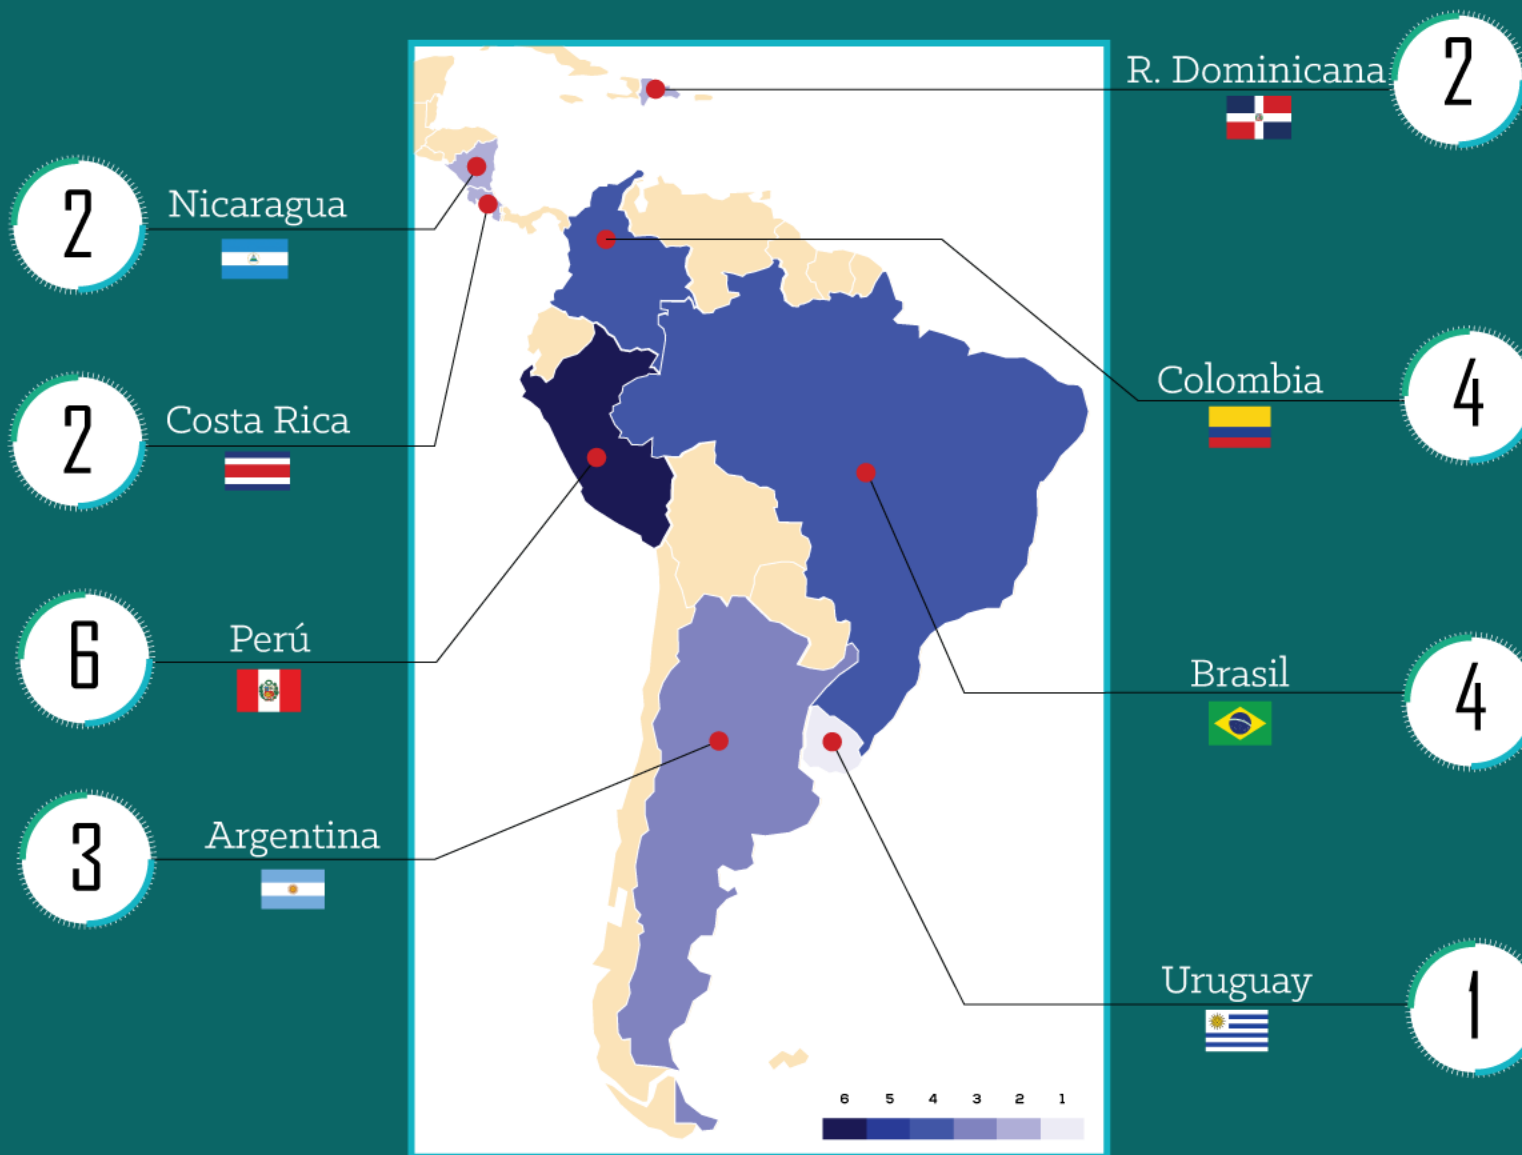 R. Dominicana
2
2
Nicaragua
Colombia
4
2
Costa Rica
6
Perú
Brasil
4
3
Argentina
Uruguay
1
6 5 4 3 2 1